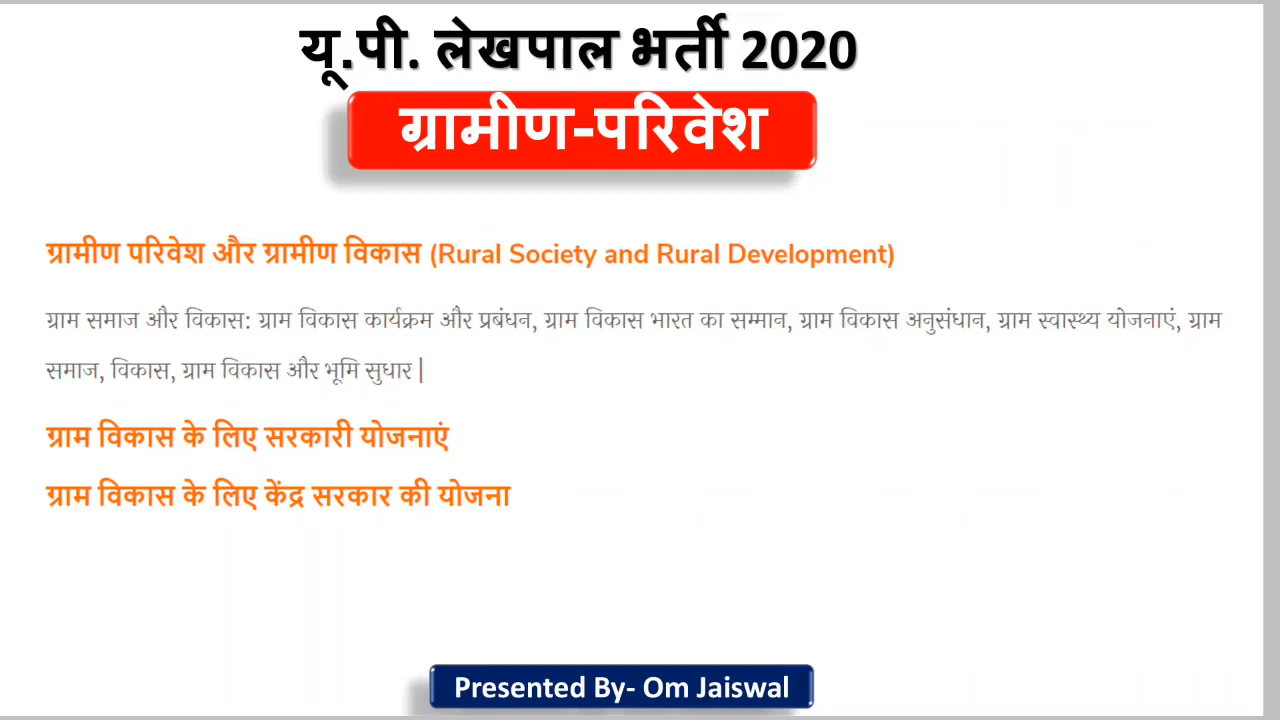 यू.पी. लेखपाल भर्ती 2020
ग्रामीण-परिवेश
ग्रामीण परिवेश और ग्रामीण विकास (Rural Society and Rural Development)
ग्राम समाज और विकास: ग्राम विकास कार्यक्रम और प्रबंधन, ग्राम विकास भारत का सम्मान, ग्राम विकास अनुसंधान, ग्राम स्वास्थ्य योजनाएं, ग्राम
समाज, विकास, ग्राम विकास और भूमि सुधार |
ग्राम विकास के लिए सरकारी योजनाएं
ग्राम विकास के लिए केंद्र सरकार की योजना
Presented By- Om Jaiswal